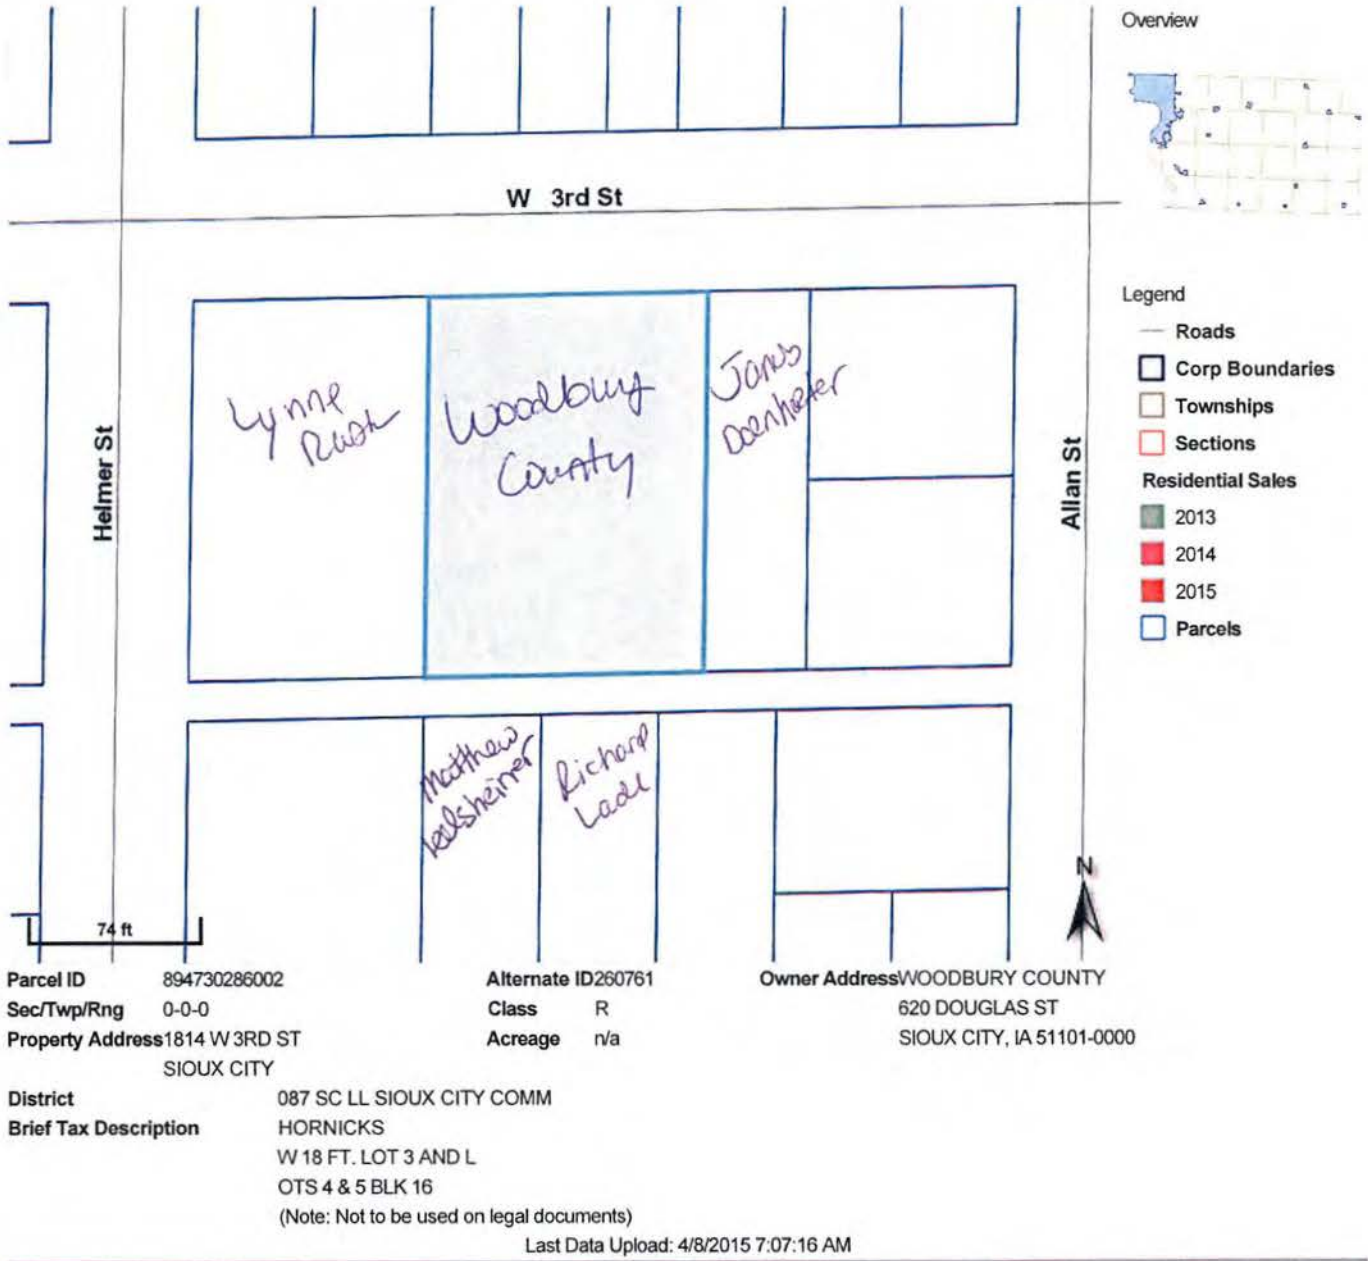 Overview
W 3rd St
Legend
Roads
Corp Boundaries
Townships
Sections
Residential Sales
2013
2014
2015
Parcels
Helmer St
Lynne
Rush
Woodbury
County
Allan St
Matthew
Richard
N
74 ft
Parcel ID 894730286002
Sec/Twp/Rng 0-0-0
Property Address 1814 W 3RD ST
SIOUX CITY
Alternate ID 260761
Class R
Acreage n/a
Owner Address WOODBURY COUNTY
620 DOUGLAS ST
SIOUX CITY, IA 51101-0000
District 087 SC LL SIOUX CITY COMM
Brief Tax Description HORNICKS
W 18 FT. LOT 3 AND L
OTS 4 & 5 BLK 16
(Note: Not to be used on legal documents)
Last Data Upload: 4/8/2015 7:07:16 AM